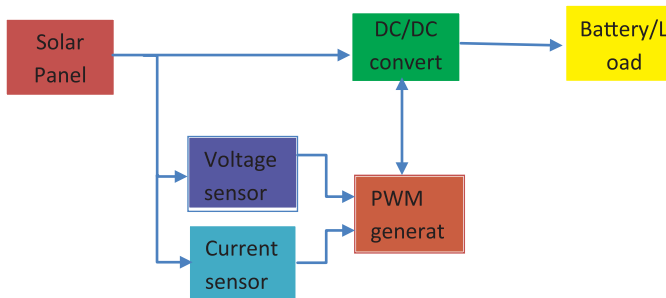 Solar
Panel
DC/DC
convert
Battery/L
oad
Voltage
sensor
PWM
generat
Current
sensor